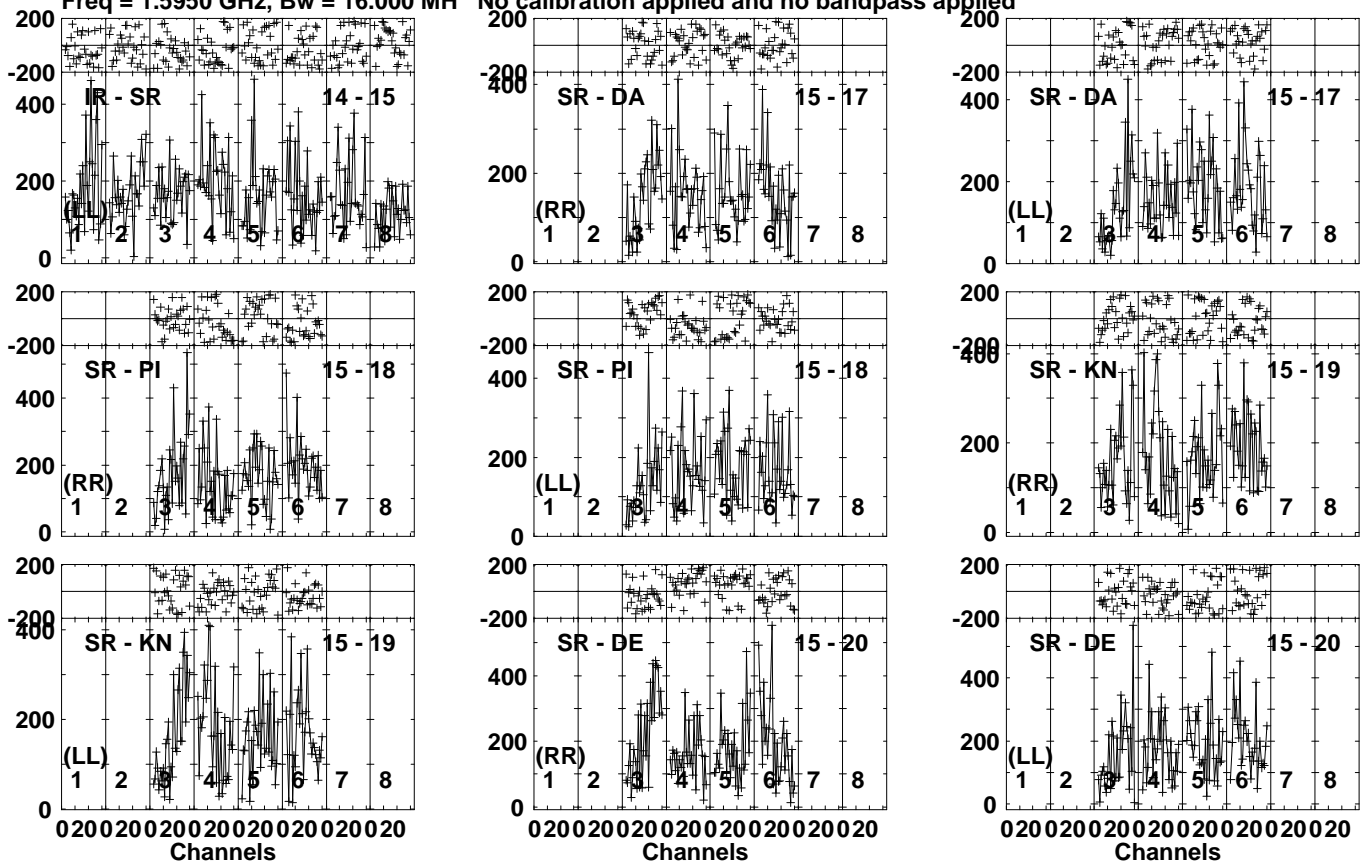 Freq = 1.5950 GHz, Bw = 16.000 MH No calibration applied and no bandpass applied
200 200 200
-200 -200 -200
IR - SR 14 - 15 SR - DA 15 - 17 SR - DA 15 - 17
400 400 400
200 200 200
(LL) (RR) (LL)
1 2 3 4 5 6 7 8 1 2 3 4 5 6 7 8 1 2 3 4 5 6 7 8
0 0 0
200 200 200
-200 -200 -200
400
SR - PI 15 - 18 SR - PI 15 - 18 SR - KN 15 - 19
400 400
200 200 200
(RR) (LL) (RR)
1 2 3 4 5 6 7 8 1 2 3 4 5 6 7 8 1 2 3 4 5 6 7 8
0 0 0
200 200 200
-200 -200 -200
400
SR - KN 15 - 19 SR - DE 15 - 20 SR - DE 15 - 20
400 400
200 200 200
(LL) (RR) (LL)
1 2 3 4 5 6 7 8 1 2 3 4 5 6 7 8 1 2 3 4 5 6 7 8
0 0 0
0 20 0 20 0 20 0 20 0 20 0 20 0 20 0 20 0 20 0 20 0 20 0 20 0 20 0 20 0 20 0 20 0 20 0 20 0 20 0 20 0 20 0 20 0 20 0 20
Channels Channels Channels